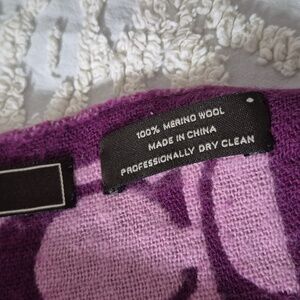 100% MERINO WOOL
MADE IN CHINA
PROFESSIONALLY DRY CLEAN